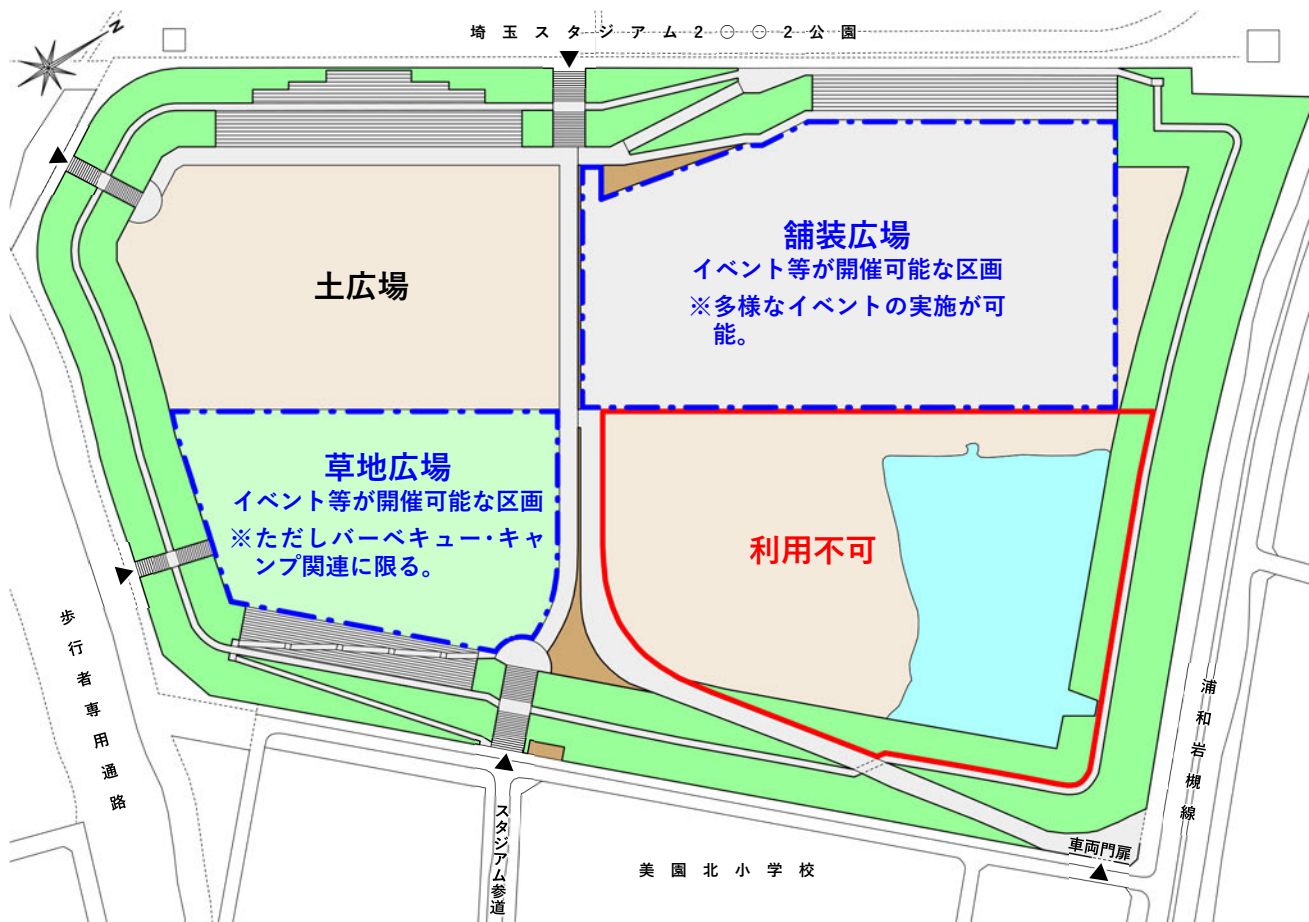 N
埼玉スタジアム2○○2公園
舗装広場
イベント等が開催可能な区画
※多様なイベントの実施が可
能。
土広場
草地広場
イベント等が開催可能な区画
※ただしバーベキュー・キャ
ンプ関連に限る。
利用不可
歩行者専用通路
浦和岩槻線
スタジアム参道
美園北小学校
車両門扉